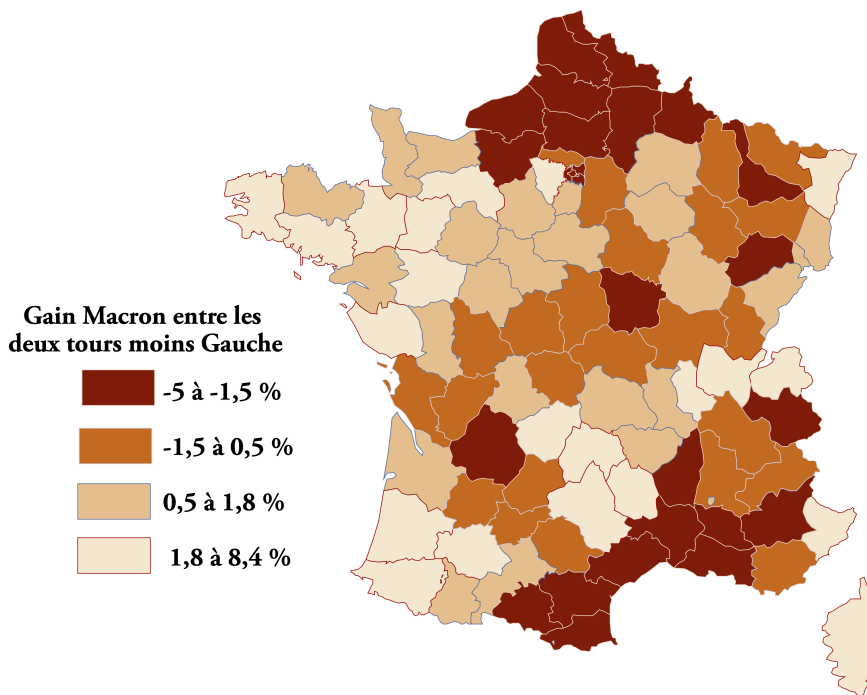 Gain Macron entre les
deux tours moins Gauche
-5 à -1,5 %
-1,5 à 0,5 %
0,5 à 1,8 %
1,8 à 8,4 %